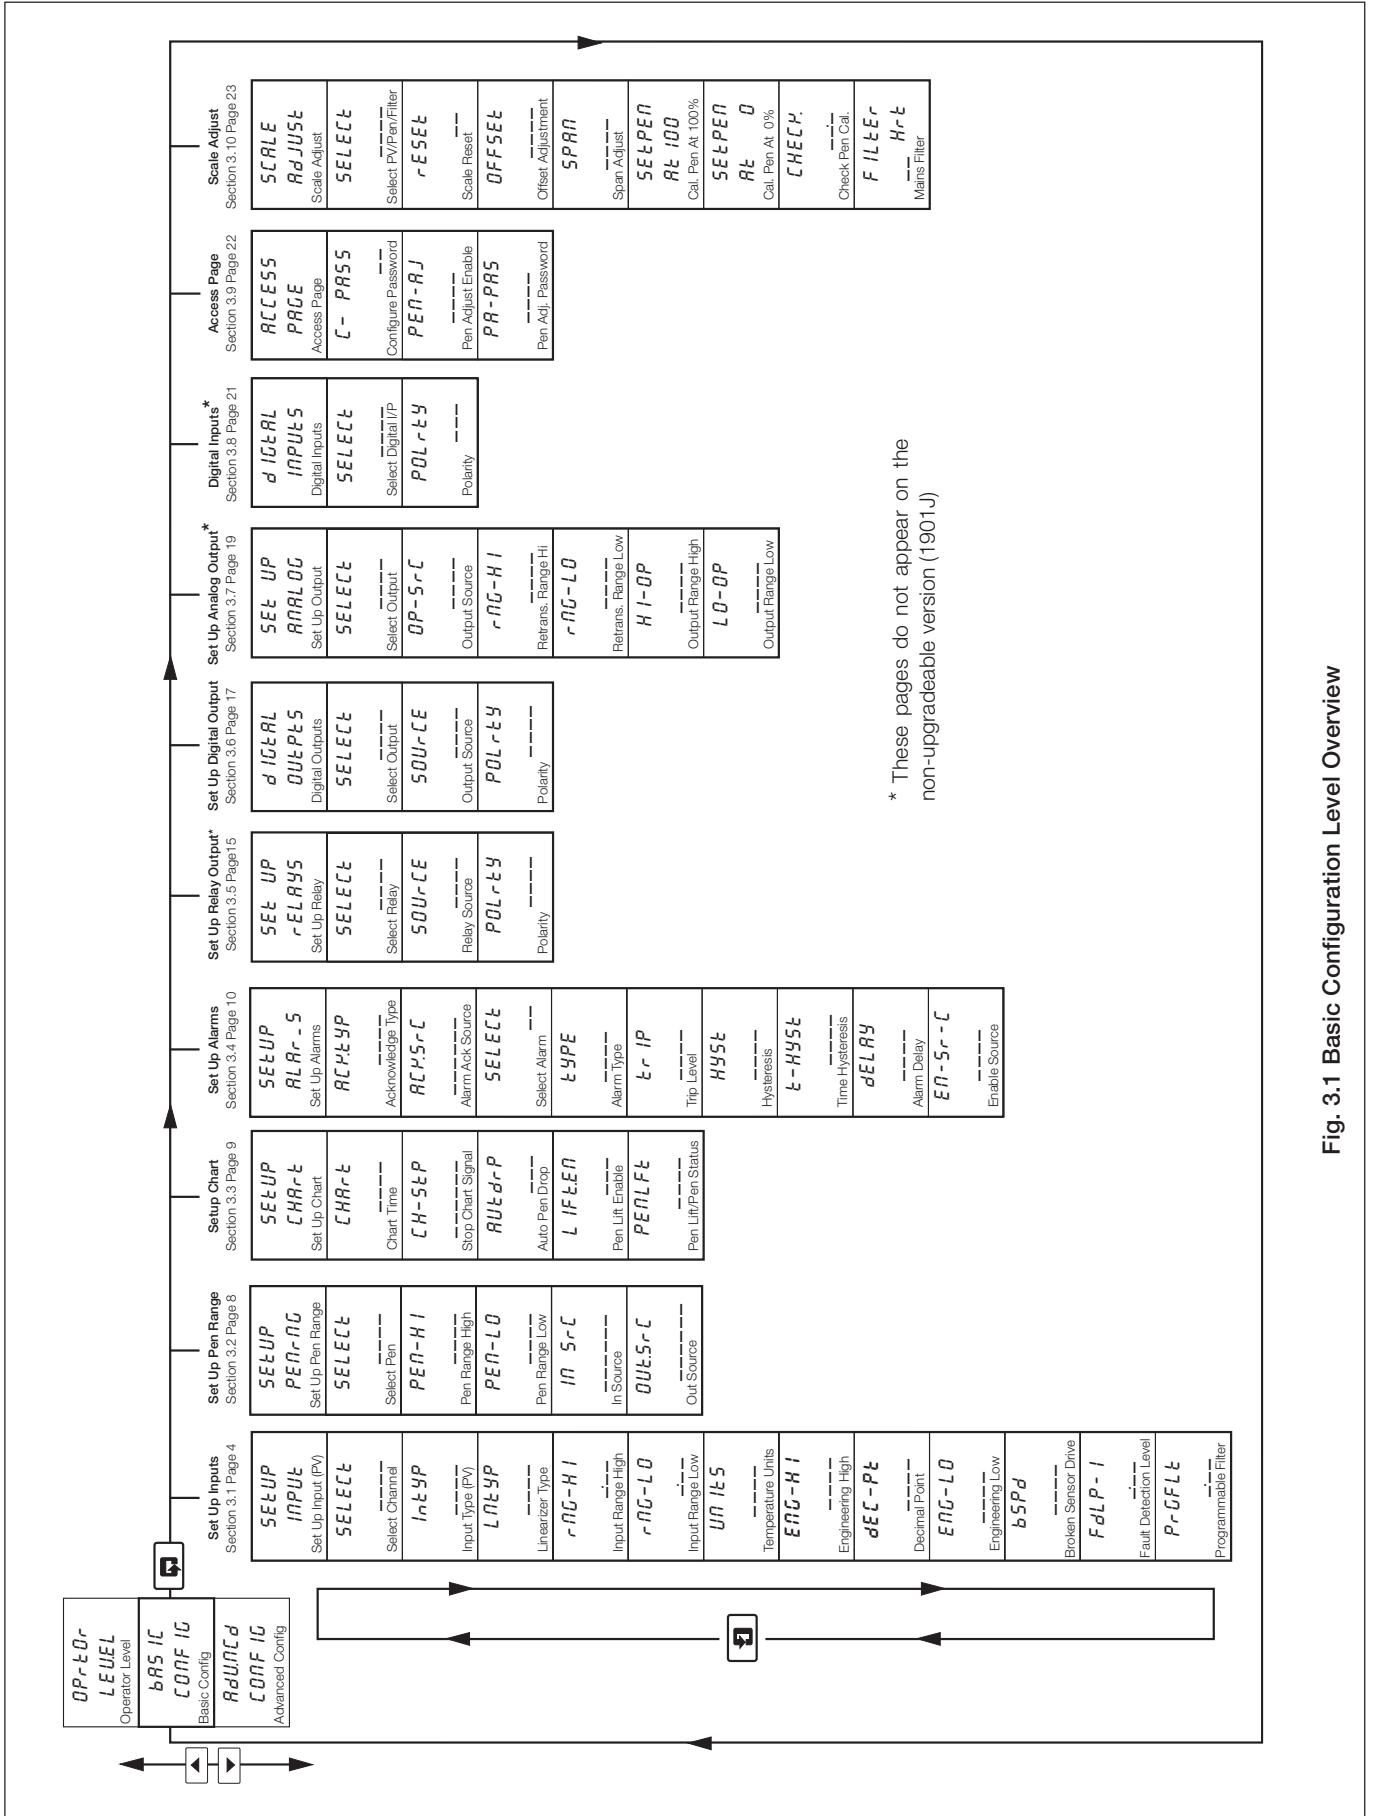 OPrtOr
LEVEL
Operator Level
bASIC
CONFIG
Basic Config
AdV.NCd
CONFIG
Advanced Config
Set Up Inputs
Section 3.1 Page 4
SEtUP
INPUt
Set Up Input (PV)
SELECt
-----
Select Channel
IntYP
-----
Input Type (PV)
LNtYP
-----
Linearizer Type
rNG-HI
Input Range High
rNG-LO
Input Range Low
UNItS
-----
Temperature Units
ENG-HI
-----
Engineering High
dEC-Pt
-----
Decimal Point
ENG-LO
-----
Engineering Low
bSPd
-----
Broken Sensor Drive
FdLP-1
Fault Detection Level
PrGFLt
Programmable Filter
Set Up Pen Range
Section 3.2 Page 8
SEtUP
PENrNG
Set Up Pen Range
SELECt
-----
Select Pen
PEN-HI
-----
Pen Range High
PEN-LO
-----
Pen Range Low
IN SrC
------
In Source
OUt.SrC
------
Out Source
Setup Chart
Section 3.3 Page 9
SEtUP
CHArt
Set Up Chart
CHArt
----
Chart Time
CH-StP
------
Stop Chart Signal
AUtdrP
---
Auto Pen Drop
LIFt.EN
---
Pen Lift Enable
PENLFt
-----
Pen Lift/Pen Status
Set Up Alarms
Section 3.4 Page 10
SEtUP
ALAr_S
Set Up Alarms
ACK.tYP
-----
Acknowledge Type
ACK.SrC
------
Alarm Ack Source
SELECt
--
Select Alarm
tYPE
-----
Alarm Type
trIP
----
Trip Level
HYSt
-----
Hysteresis
t-HYSt
-----
Time Hysteresis
dELAY
-----
Alarm Delay
EN-Sr-C
-----
Enable Source
Set Up Relay Output*
Section 3.5 Page15
SEt UP
rELAYS
Set Up Relay
SELECt
-----
Select Relay
SOUrCE
-----
Relay Source
POLrtY
-----
Polarity
Set Up Digital Output
Section 3.6 Page 17
dIGtAL
OUtPtS
Digital Outputs
SELECt
-----
Select Output
SOUrCE
-----
Output Source
POLrtY
-----
Polarity
Set Up Analog Output*
Section 3.7 Page 19
SEt UP
ANALOG
Set Up Output
SELECt
-----
Select Output
OP-SrC
-----
Output Source
rNG-HI
-----
Retrans. Range Hi
rNG-LO
-----
Retrans. Range Low
HI-OP
-----
Output Range High
LO-OP
-----
Output Range Low
Digital Inputs*
Section 3.8 Page 21
dIGtAL
INPUtS
Digital Inputs
SELECt
-----
Select Digital I/P
POLrtY
---
Polarity
Access Page
Section 3.9 Page 22
ACCESS
PAGE
Access Page
C- PASS
---
Configure Password
PEN-AJ
-----
Pen Adjust Enable
PA-PAS
-----
Pen Adj. Password
Scale Adjust
Section 3.10 Page 23
SCALE
AdJUSt
Scale Adjust
SELECt
-----
Select PV/Pen/Filter
rESEt
--
Scale Reset
OFFSEt
-----
Offset Adjustment
SPAN
----
Span Adjust
SEtPEN
At 100
Cal. Pen At 100%
SEtPEN
At 0
Cal. Pen At 0%
CHECK.
Check Pen Cal.
FILtEr
-- Hrt
Mains Filter
* These pages do not appear on the
non-upgradeable version (1901J)
Fig. 3.1 Basic Configuration Level Overview